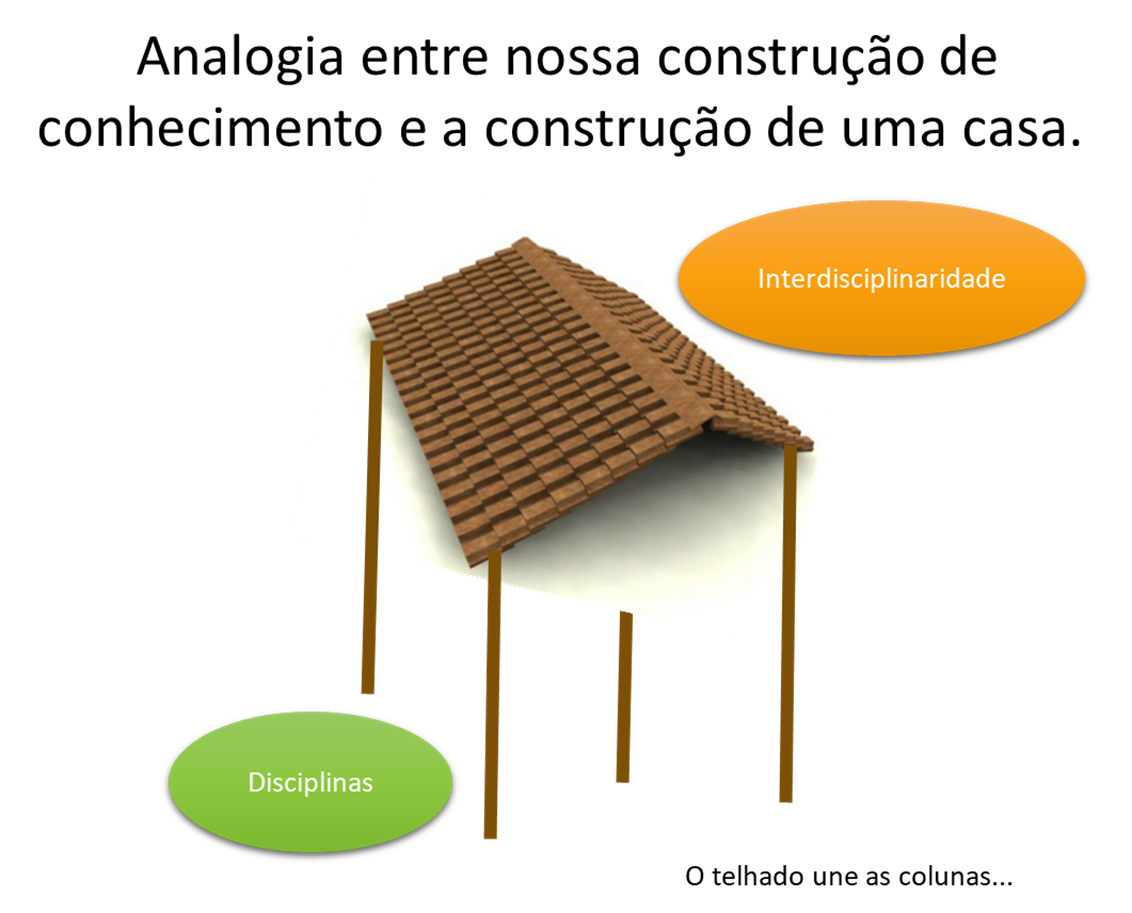 Analogia entre nossa construção de
conhecimento e a construção de uma casa.
Interdisciplinaridade
Disciplinas
O telhado une as colunas...